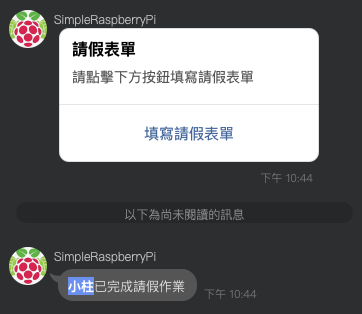 SimpleRaspberryPi
請假表單
請點擊下方按鈕填寫請假表單
填寫請假表單
下午 10:44
以下為尚未閱讀的訊息
SimpleRaspberryPi
小柱已完成請假作業
下午 10:44